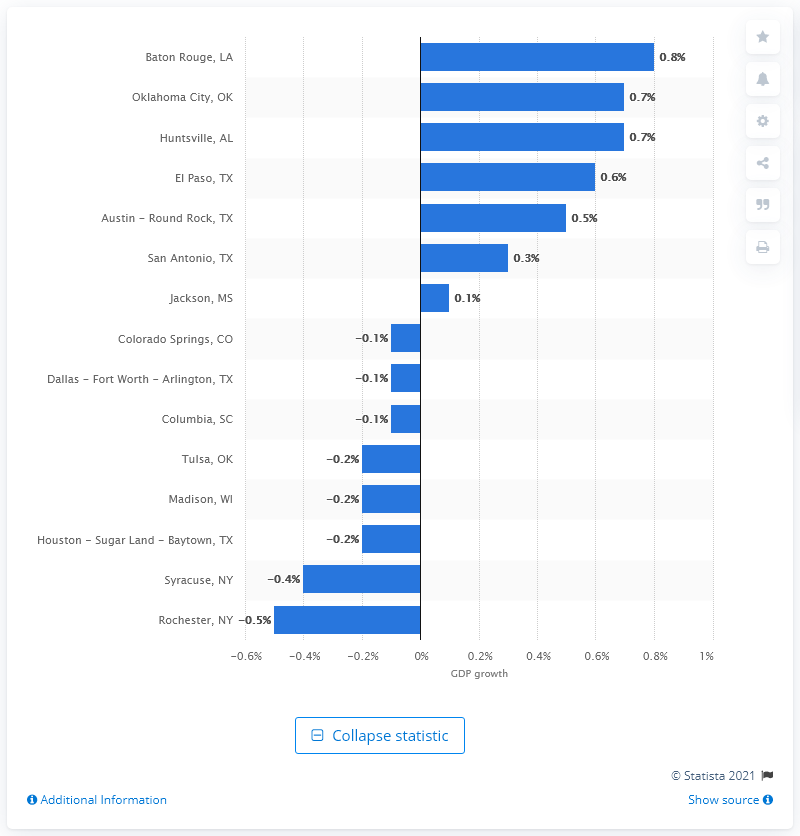 Baton Rouge, LA 0.8%
Oklahoma City, OK 0.7%
Huntsville, AL 0.7%
El Paso, TX 0.6%
Austin – Round Rock, TX 0.5%
San Antonio, TX 0.3%
Jackson, MS 0.1%
Colorado Springs, CO −0.1%
Dallas – Fort Worth – Arlington, TX −0.1%
Columbia, SC −0.1%
Tulsa, OK −0.2%
Madison, WI −0.2%
Houston – Sugar Land – Baytown, TX −0.2%
Syracuse, NY −0.4%
Rochester, NY −0.5%
−0.6% −0.4% −0.2% 0% 0.2% 0.4% 0.6% 0.8% 1%
GDP growth
Collapse statistic
© Statista 2021
Additional Information Show source